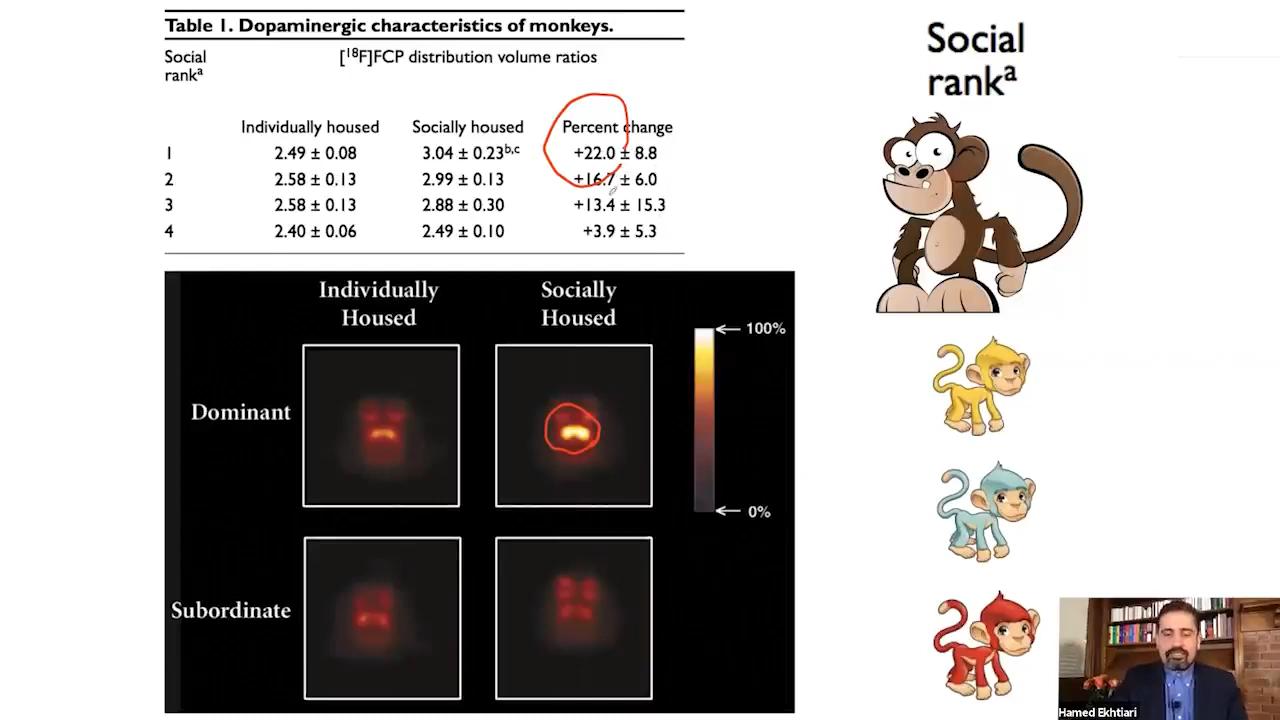 Table 1. Dopaminergic characteristics of monkeys.
Social rankᵃ
[¹⁸F]FCP distribution volume ratios
Individually housed Socially housed Percent change
1 2.49 ± 0.08 3.04 ± 0.23ᵇ,ᶜ +22.0 ± 8.8
2 2.58 ± 0.13 2.99 ± 0.13 +16.7 ± 6.0
3 2.58 ± 0.13 2.88 ± 0.30 +13.4 ± 15.3
4 2.40 ± 0.06 2.49 ± 0.10 +3.9 ± 5.3
Individually
Housed
Socially
Housed
100%
Dominant
0%
Subordinate
Social
rankᵃ
Hamed Ekhtiari